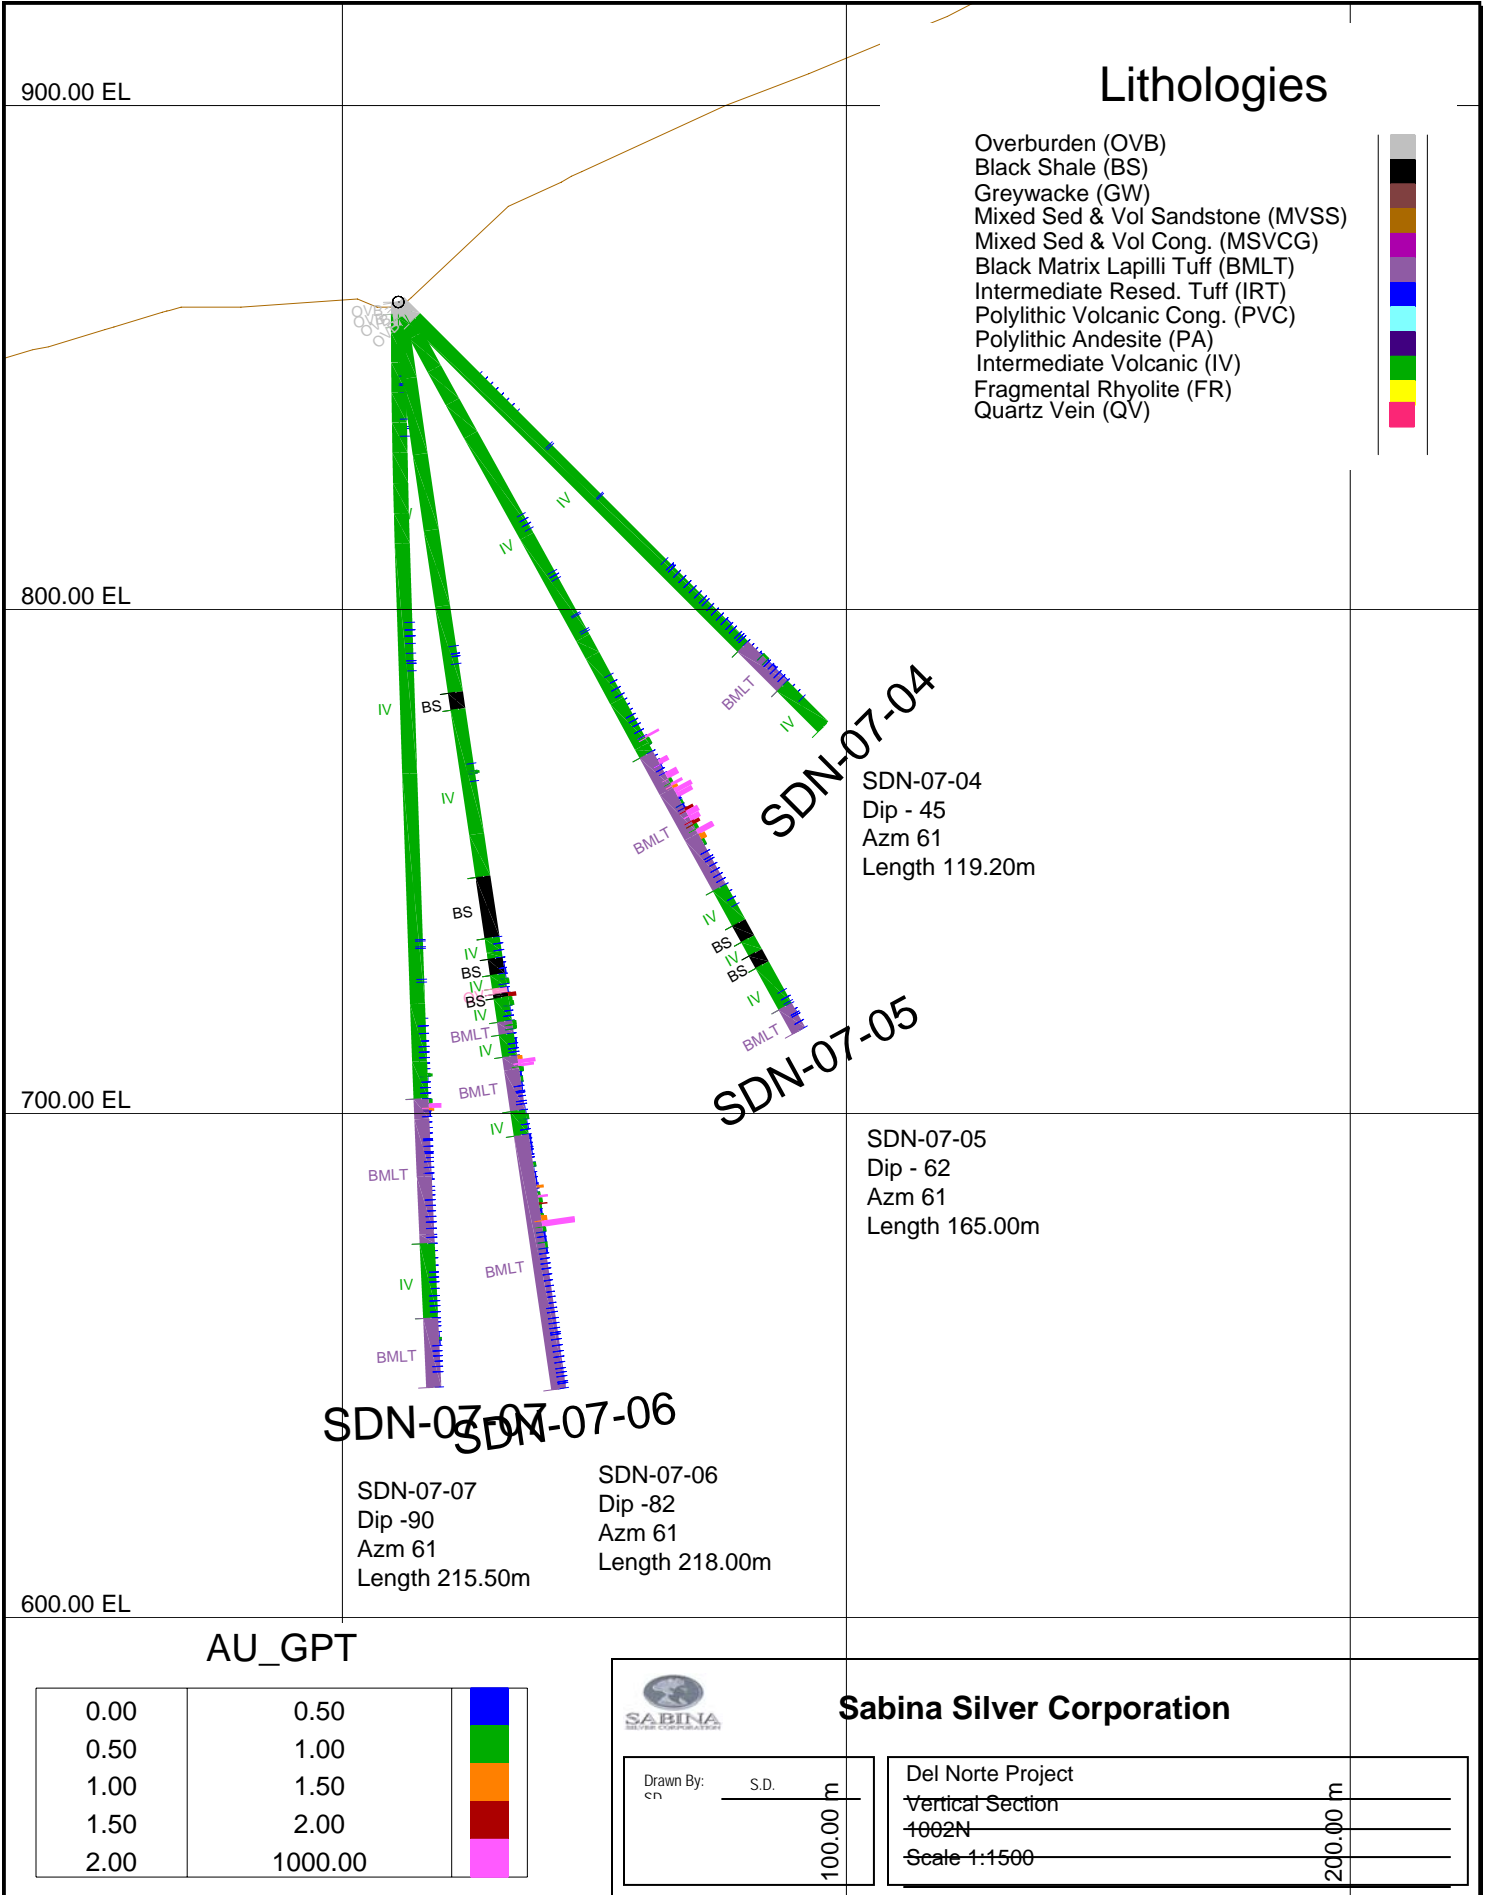 900.00 EL
Lithologies
Overburden (OVB)
Black Shale (BS)
Greywacke (GW)
Mixed Sed & Vol Sandstone (MVSS)
Mixed Sed & Vol Cong. (MSVCG)
Black Matrix Lapilli Tuff (BMLT)
Intermediate Resed. Tuff (IRT)
Polylithic Volcanic Cong. (PVC)
Polylithic Andesite (PA)
Intermediate Volcanic (IV)
Fragmental Rhyolite (FR)
Quartz Vein (QV)
OVB
IV
IV
800.00 EL
BMLT
IV
SDN-07-04
SDN-07-04
Dip - 45
Azm 61
Length 119.20m
IV
BS
IV
BMLT
BS
IV
BS
IV
BS
IV
BS
IV
BS
IV
BMLT
IV
BMLT
IV
BMLT
SDN-07-05
700.00 EL
SDN-07-05
Dip - 62
Azm 61
Length 165.00m
BMLT
IV
BMLT
BMLT
SDN-07-07
SDN-07-06
SDN-07-07
Dip -90
Azm 61
Length 215.50m
SDN-07-06
Dip -82
Azm 61
Length 218.00m
600.00 EL
AU_GPT
0.00 0.50
0.50 1.00
1.00 1.50
1.50 2.00
2.00 1000.00
SABINA
SILVER CORPORATION
Sabina Silver Corporation
Drawn By: S.D.
SD
100.00 m
Del Norte Project
Vertical Section
1002N
Scale 1:1500
200.00 m